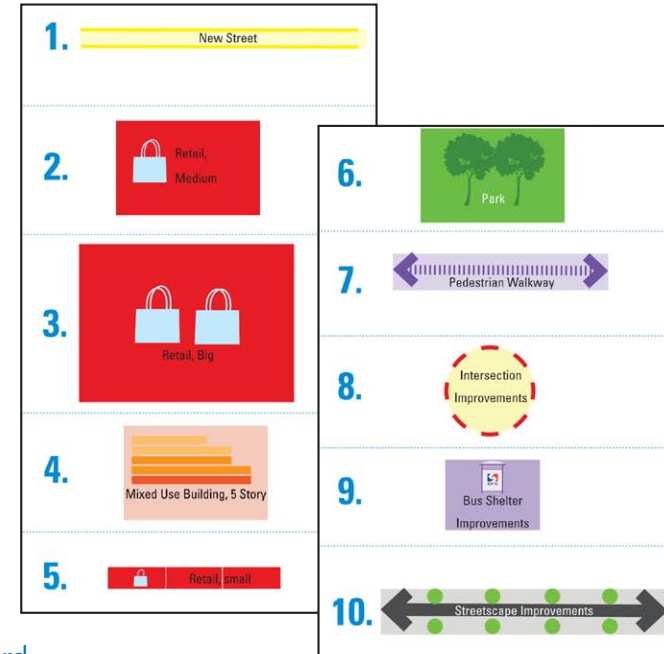 1.
New Street
2.
Retail,
Medium
3.
Retail, Big
4.
Mixed Use Building, 5 Story
5.
Retail, small
6.
Park
7.
Pedestrian Walkway
8.
Intersection
Improvements
9.
Bus Shelter
Improvements
10.
Streetscape Improvements